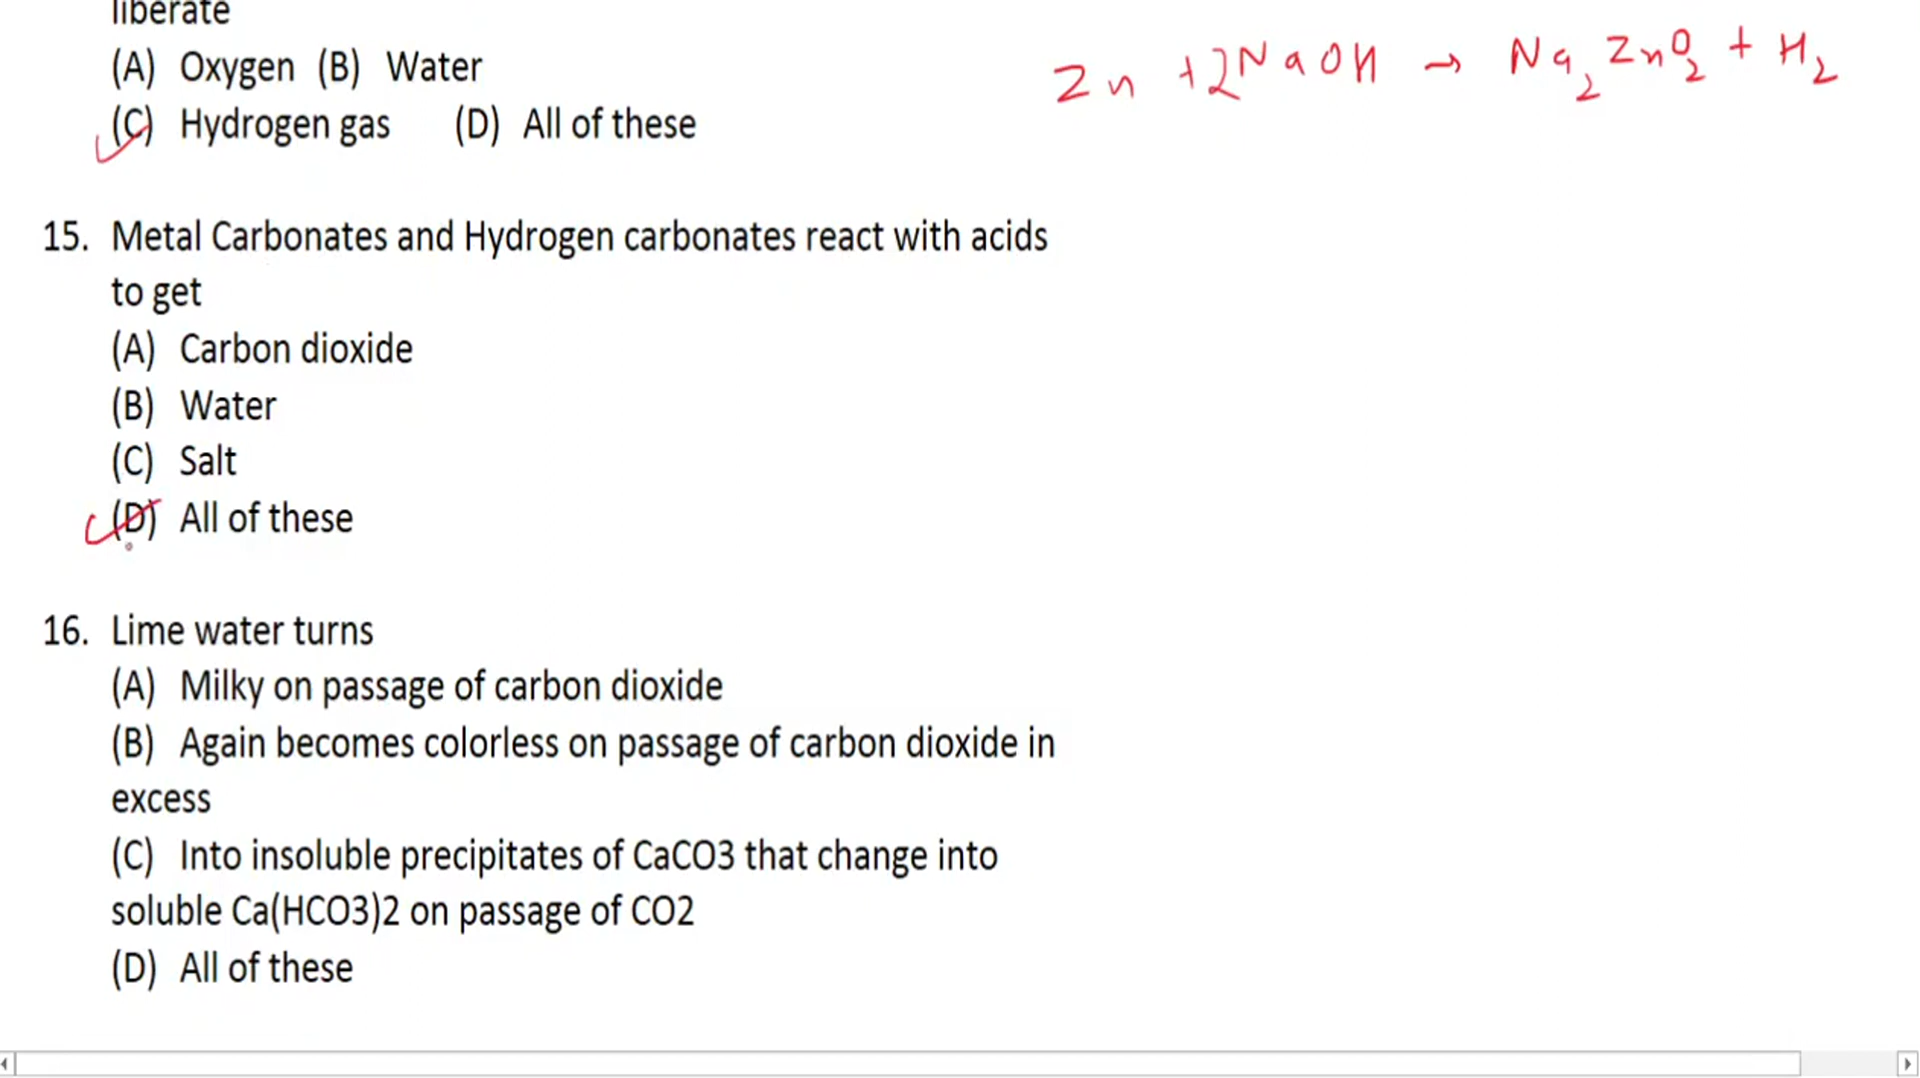 liberate
(A) Oxygen (B) Water
(C) Hydrogen gas (D) All of these
Zn + 2NaOH → Na2ZnO2 + H2
15. Metal Carbonates and Hydrogen carbonates react with acids
to get
(A) Carbon dioxide
(B) Water
(C) Salt
(D) All of these
16. Lime water turns
(A) Milky on passage of carbon dioxide
(B) Again becomes colorless on passage of carbon dioxide in
excess
(C) Into insoluble precipitates of CaCO3 that change into
soluble Ca(HCO3)2 on passage of CO2
(D) All of these